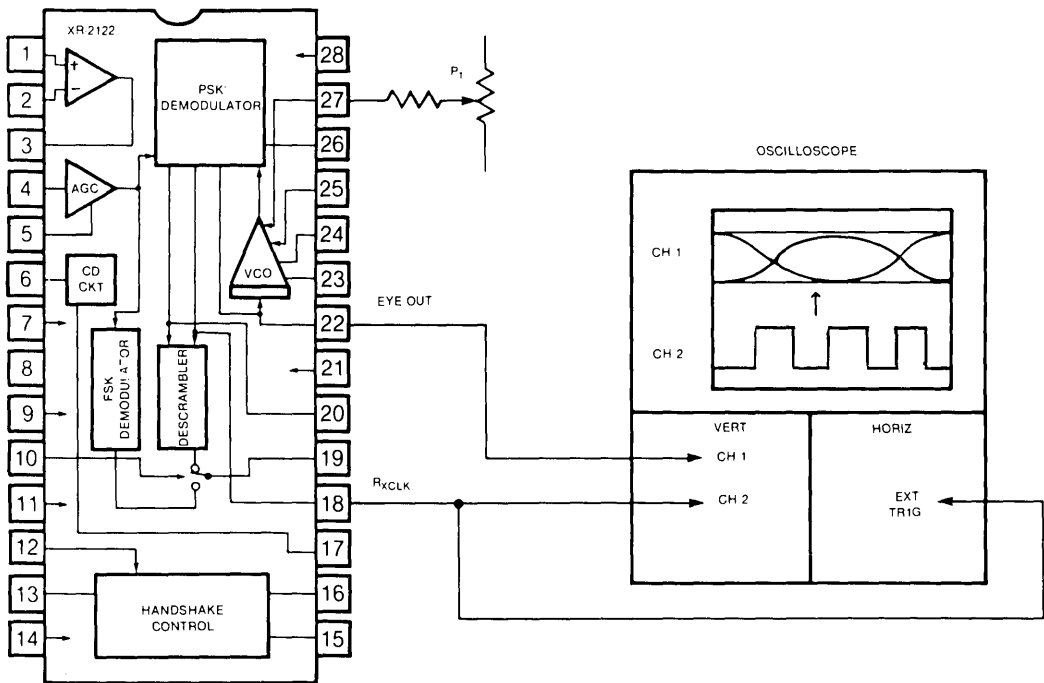 XR-2122
1
2
3
4
5
6
7
8
9
10
11
12
13
14
28
27
26
25
24
23
22
21
20
19
18
17
16
15
+
−
AGC
CD
CKT
FSK
DEMODULATOR
PSK
DEMODULATOR
VCO
DESCRAMBLER
HANDSHAKE
CONTROL
P1
EYE OUT
RXCLK
OSCILLOSCOPE
CH 1
CH 2
VERT
CH 1
CH 2
HORIZ
EXT
TR1G